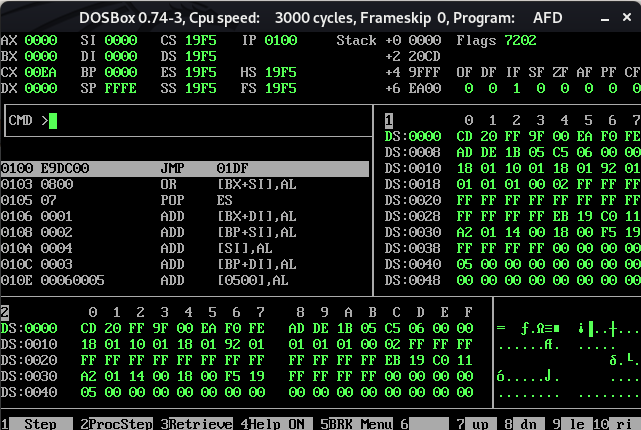 DOSBox 0.74-3, Cpu speed: 3000 cycles, Frameskip 0, Program: AFD
AX 0000 SI 0000 CS 19F5 IP 0100 Stack +0 0000 Flags 7202
BX 0000 DI 0000 DS 19F5 +2 20CD
CX 00EA BP 0000 ES 19F5 HS 19F5 +4 9FFF OF DF IF SF ZF AF PF CF
DX 0000 SP FFFE SS 19F5 FS 19F5 +6 EA00 0 0 1 0 0 0 0 0
CMD >
1 0 1 2 3 4 5 6 7
DS:0000 CD 20 FF 9F 00 EA F0 FE
DS:0008 AD DE 1B 05 C5 06 00 00
0100 E9DC00 JMP 01DF DS:0010 18 01 10 01 18 01 92 01
0103 0800 OR [BX+SI],AL DS:0018 01 01 01 00 02 FF FF FF
0105 07 POP ES DS:0020 FF FF FF FF FF FF FF FF
0106 0001 ADD [BX+DI],AL DS:0028 FF FF FF FF EB 19 C0 11
0108 0002 ADD [BP+SI],AL DS:0030 A2 01 14 00 18 00 F5 19
010A 0004 ADD [SI],AL DS:0038 FF FF FF FF 00 00 00 00
010C 0003 ADD [BP+DI],AL DS:0040 05 00 00 00 00 00 00 00
010E 00060005 ADD [0500],AL DS:0048 00 00 00 00 00 00 00 00
2 0 1 2 3 4 5 6 7 8 9 A B C D E F
DS:0000 CD 20 FF 9F 00 EA F0 FE AD DE 1B 05 C5 06 00 00 = ƒ.Ω≡■ ¡▐..┼...
DS:0010 18 01 10 01 18 01 92 01 01 01 01 00 02 FF FF FF ......Æ. .....
DS:0020 FF FF FF FF FF FF FF FF FF FF FF FF EB 19 C0 11 δ.└.
DS:0030 A2 01 14 00 18 00 F5 19 FF FF FF FF 00 00 00 00 ó.....⌡. ....
DS:0040 05 00 00 00 00 00 00 00 00 00 00 00 00 00 00 00 ........ ........
1 Step 2ProcStep 3Retrieve 4Help ON 5BRK Menu 6 7 up 8 dn 9 le 10 ri